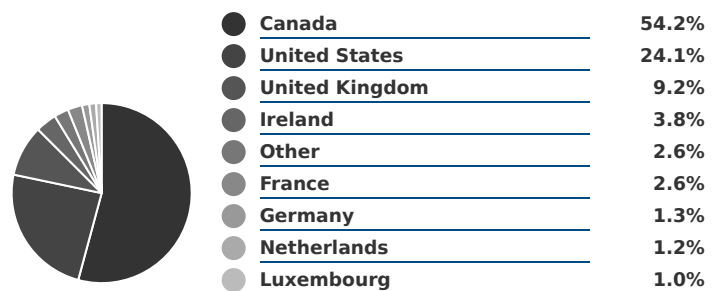 Canada 54.2%
United States 24.1%
United Kingdom 9.2%
Ireland 3.8%
Other 2.6%
France 2.6%
Germany 1.3%
Netherlands 1.2%
Luxembourg 1.0%